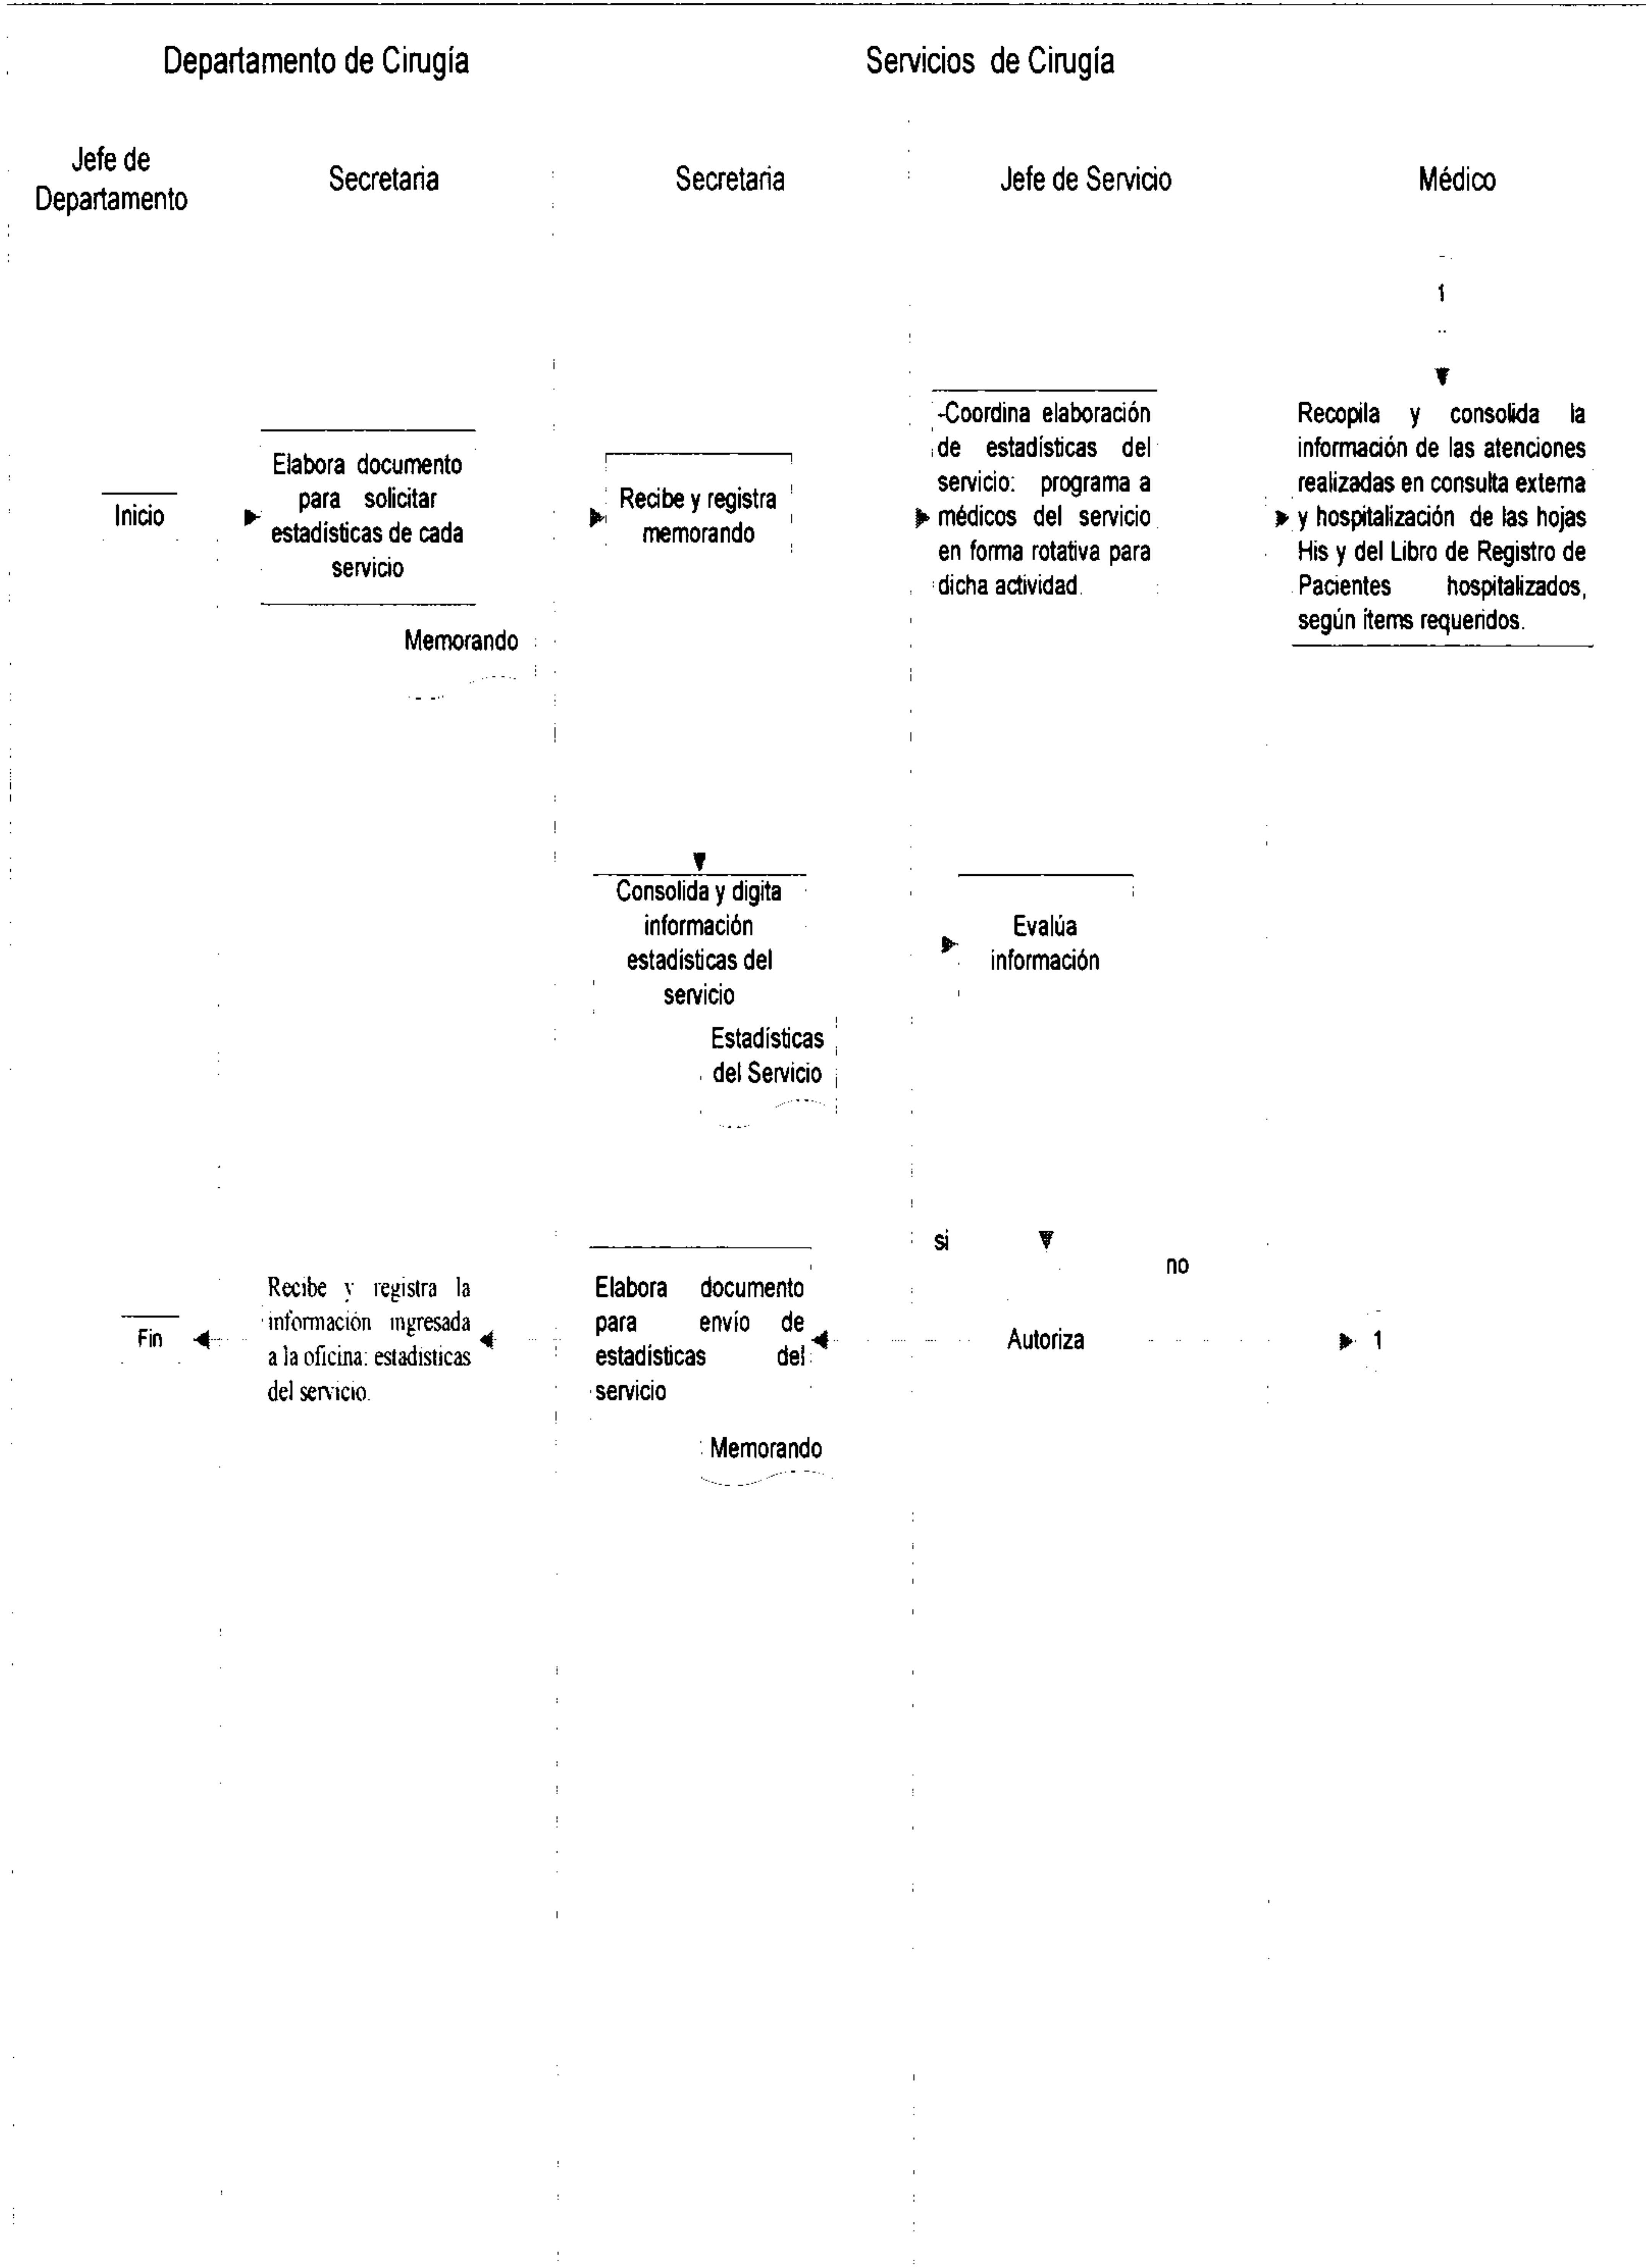 Departamento de Cirugía
Servicios de Cirugía
Jefe de
Departamento
Secretaria
Secretaria
Jefe de Servicio
Médico
1
Inicio
Elabora documento
para solicitar
estadísticas de cada
servicio
Memorando
Recibe y registra
memorando
-Coordina elaboración
de estadísticas del
servicio: programa a
médicos del servicio
en forma rotativa para
dicha actividad.
Recopila y consolida la
información de las atenciones
realizadas en consulta externa
y hospitalización de las hojas
His y del Libro de Registro de
Pacientes hospitalizados,
según ítems requeridos.
Consolida y digita
información
estadísticas del
servicio
Estadísticas
del Servicio
Evalúa
información
si
no
Fin
Recibe y registra la
información ingresada
a la oficina: estadisticas
del servicio.
Elabora documento
para envío de
estadísticas del
servicio
Memorando
Autoriza
1